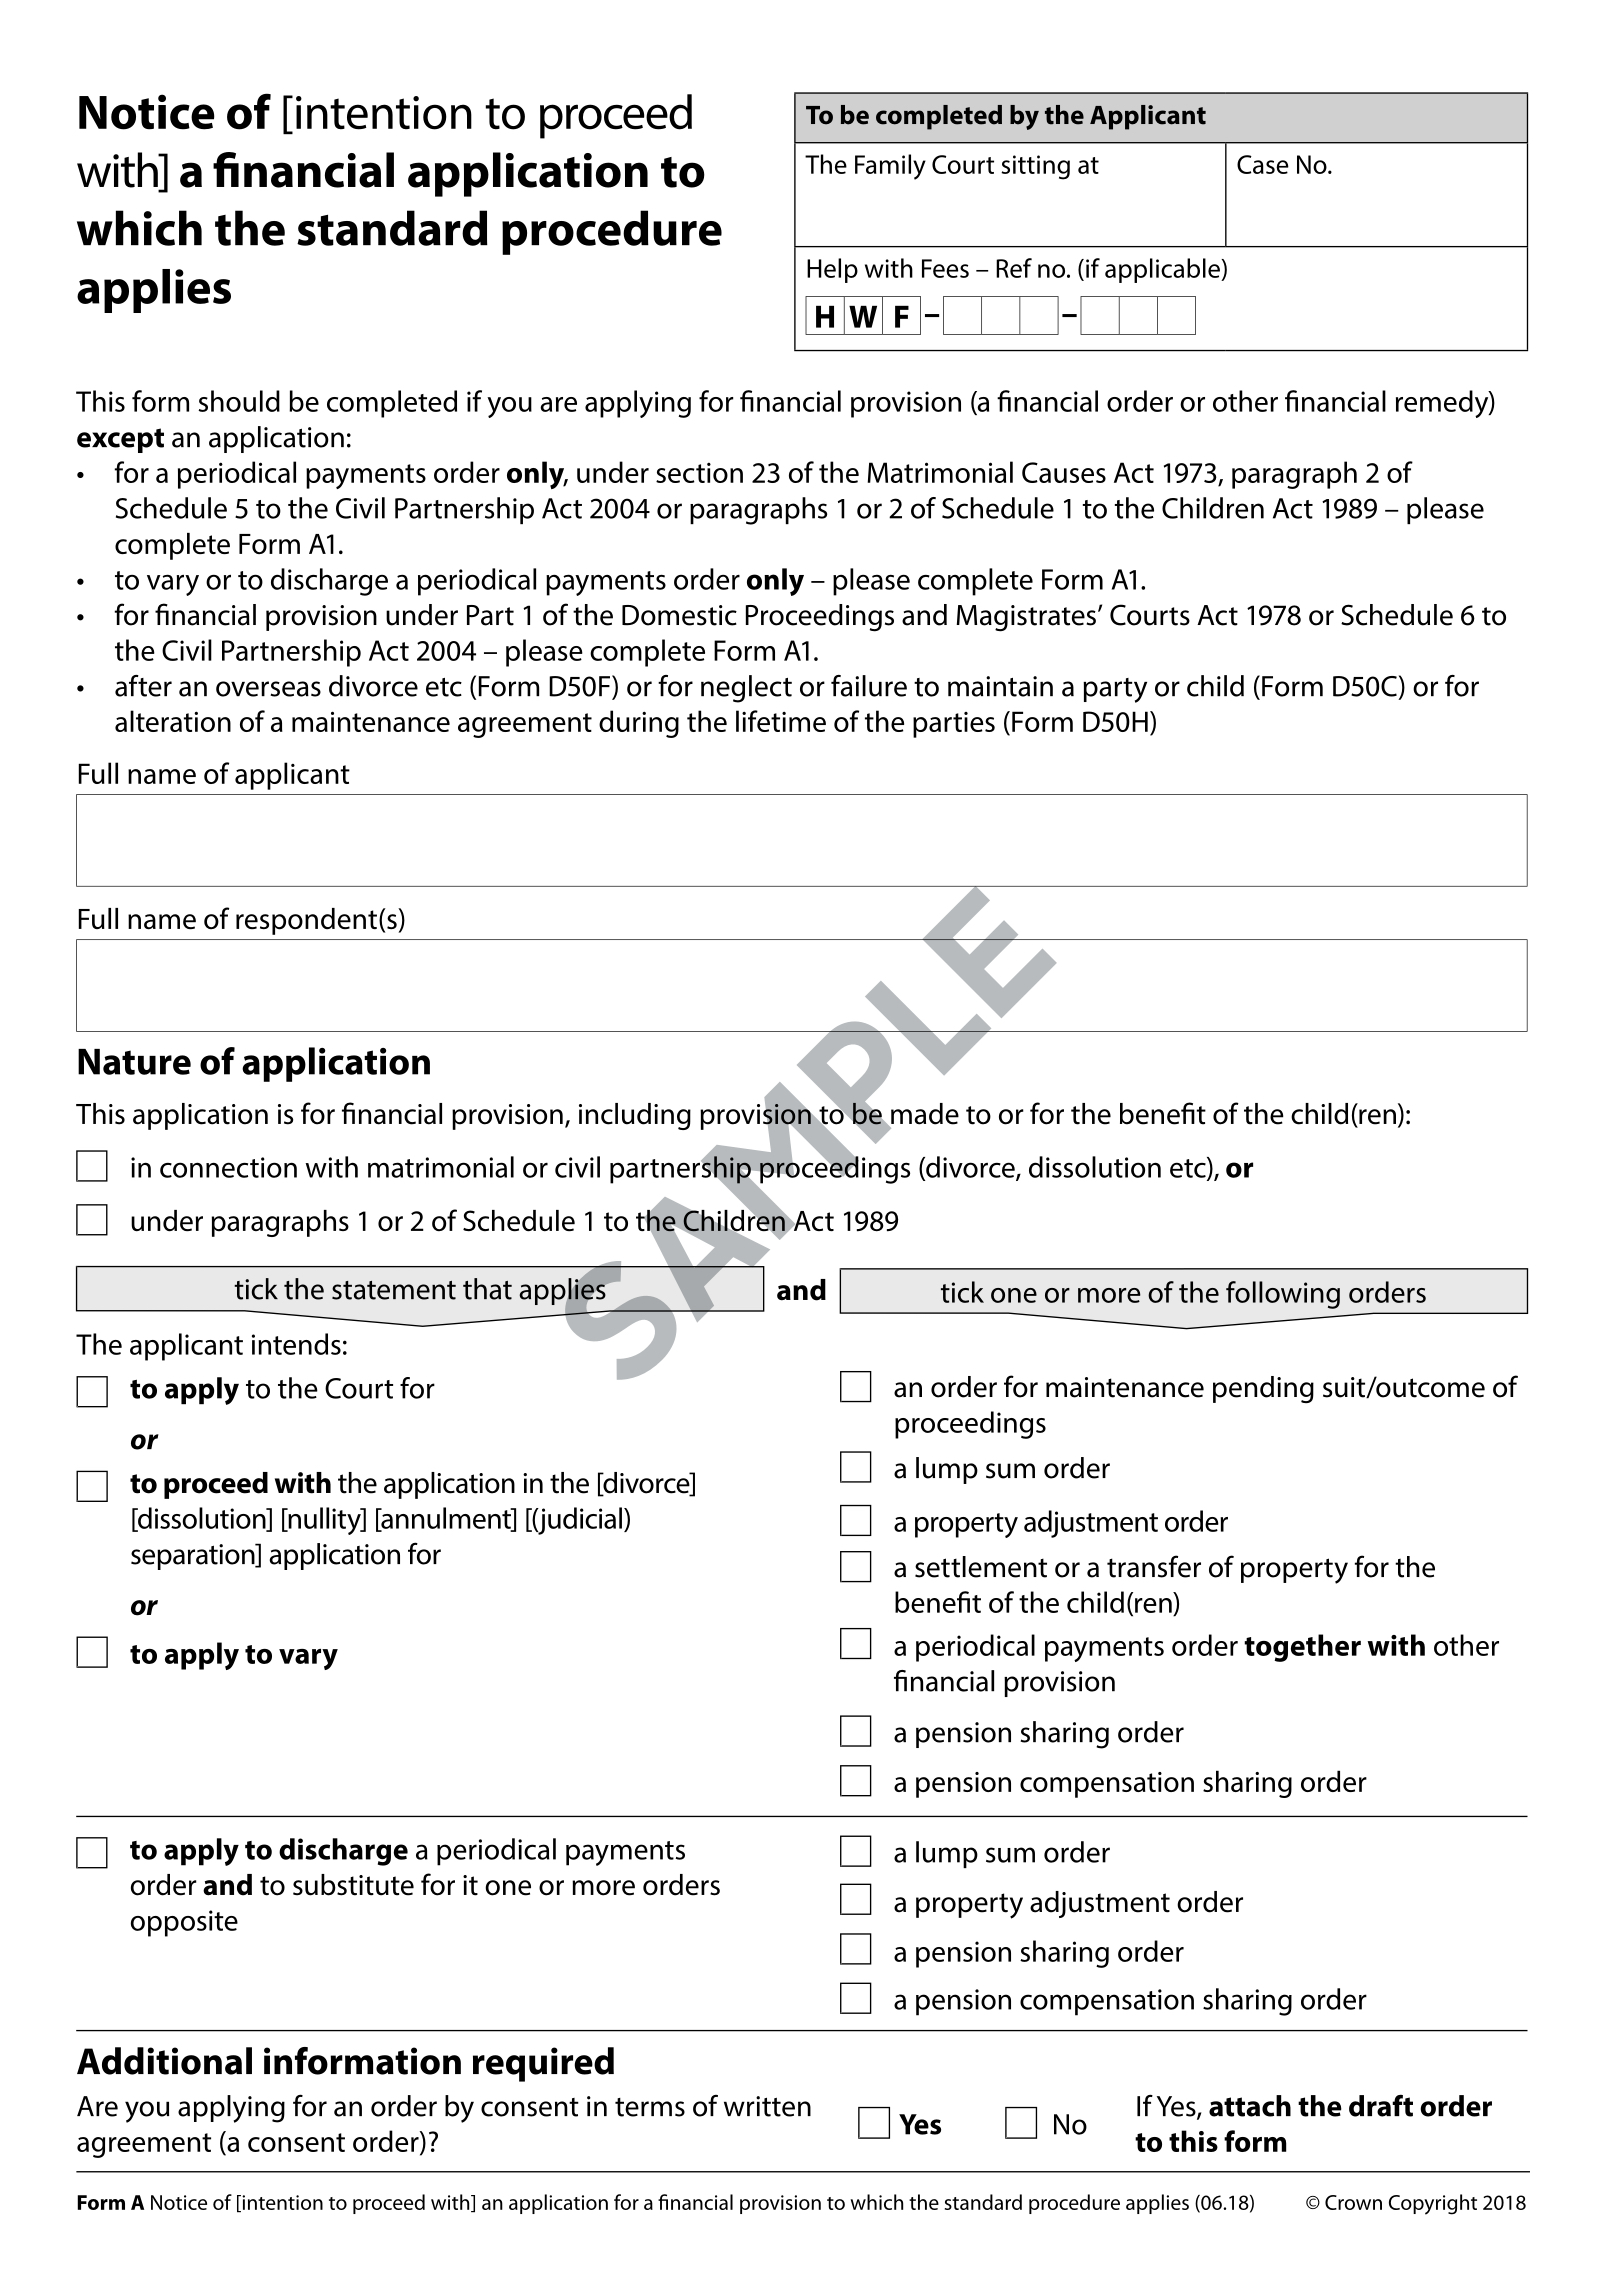 Notice of [intention to proceed
with] a financial application to
which the standard procedure
applies
To be completed by the Applicant
The Family Court sitting at
Case No.
Help with Fees – Ref no. (if applicable)
H W F – –
This form should be completed if you are applying for financial provision (a financial order or other financial remedy)
except an application:
• for a periodical payments order only, under section 23 of the Matrimonial Causes Act 1973, paragraph 2 of
Schedule 5 to the Civil Partnership Act 2004 or paragraphs 1 or 2 of Schedule 1 to the Children Act 1989 – please
complete Form A1.
• to vary or to discharge a periodical payments order only – please complete Form A1.
• for financial provision under Part 1 of the Domestic Proceedings and Magistrates’ Courts Act 1978 or Schedule 6 to
the Civil Partnership Act 2004 – please complete Form A1.
• after an overseas divorce etc (Form D50F) or for neglect or failure to maintain a party or child (Form D50C) or for
alteration of a maintenance agreement during the lifetime of the parties (Form D50H)
Full name of applicant
Full name of respondent(s)
SAMPLE
Nature of application
This application is for financial provision, including provision to be made to or for the benefit of the child(ren):
in connection with matrimonial or civil partnership proceedings (divorce, dissolution etc), or
under paragraphs 1 or 2 of Schedule 1 to the Children Act 1989
tick the statement that applies
and
tick one or more of the following orders
The applicant intends:
to apply to the Court for
or
to proceed with the application in the [divorce]
[dissolution] [nullity] [annulment] [(judicial)
separation] application for
or
to apply to vary
an order for maintenance pending suit/outcome of
proceedings
a lump sum order
a property adjustment order
a settlement or a transfer of property for the
benefit of the child(ren)
a periodical payments order together with other
financial provision
a pension sharing order
a pension compensation sharing order
to apply to discharge a periodical payments
order and to substitute for it one or more orders
opposite
a lump sum order
a property adjustment order
a pension sharing order
a pension compensation sharing order
Additional information required
Are you applying for an order by consent in terms of written
agreement (a consent order)?
Yes
No
If Yes, attach the draft order
to this form
Form A Notice of [intention to proceed with] an application for a financial provision to which the standard procedure applies (06.18)
© Crown Copyright 2018